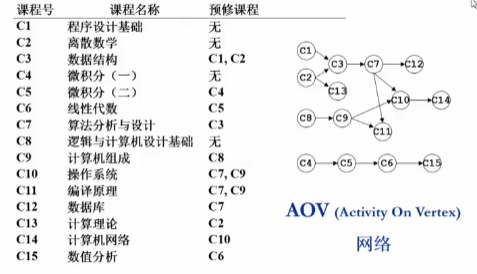 课程号 课程名称 预修课程
C1 程序设计基础 无
C2 离散数学 无
C3 数据结构 C1, C2
C4 微积分（一） 无
C5 微积分（二） C4
C6 线性代数 C5
C7 算法分析与设计 C3
C8 逻辑与计算机设计基础 无
C9 计算机组成 C8
C10 操作系统 C7, C9
C11 编译原理 C7, C9
C12 数据库 C7
C13 计算理论 C2
C14 计算机网络 C10
C15 数值分析 C6
C1
C3 C7 C12
C2
C13
C10 C14
C8 C9
C11
C4 C5 C6 C15
AOV (Activity On Vertex)
网络